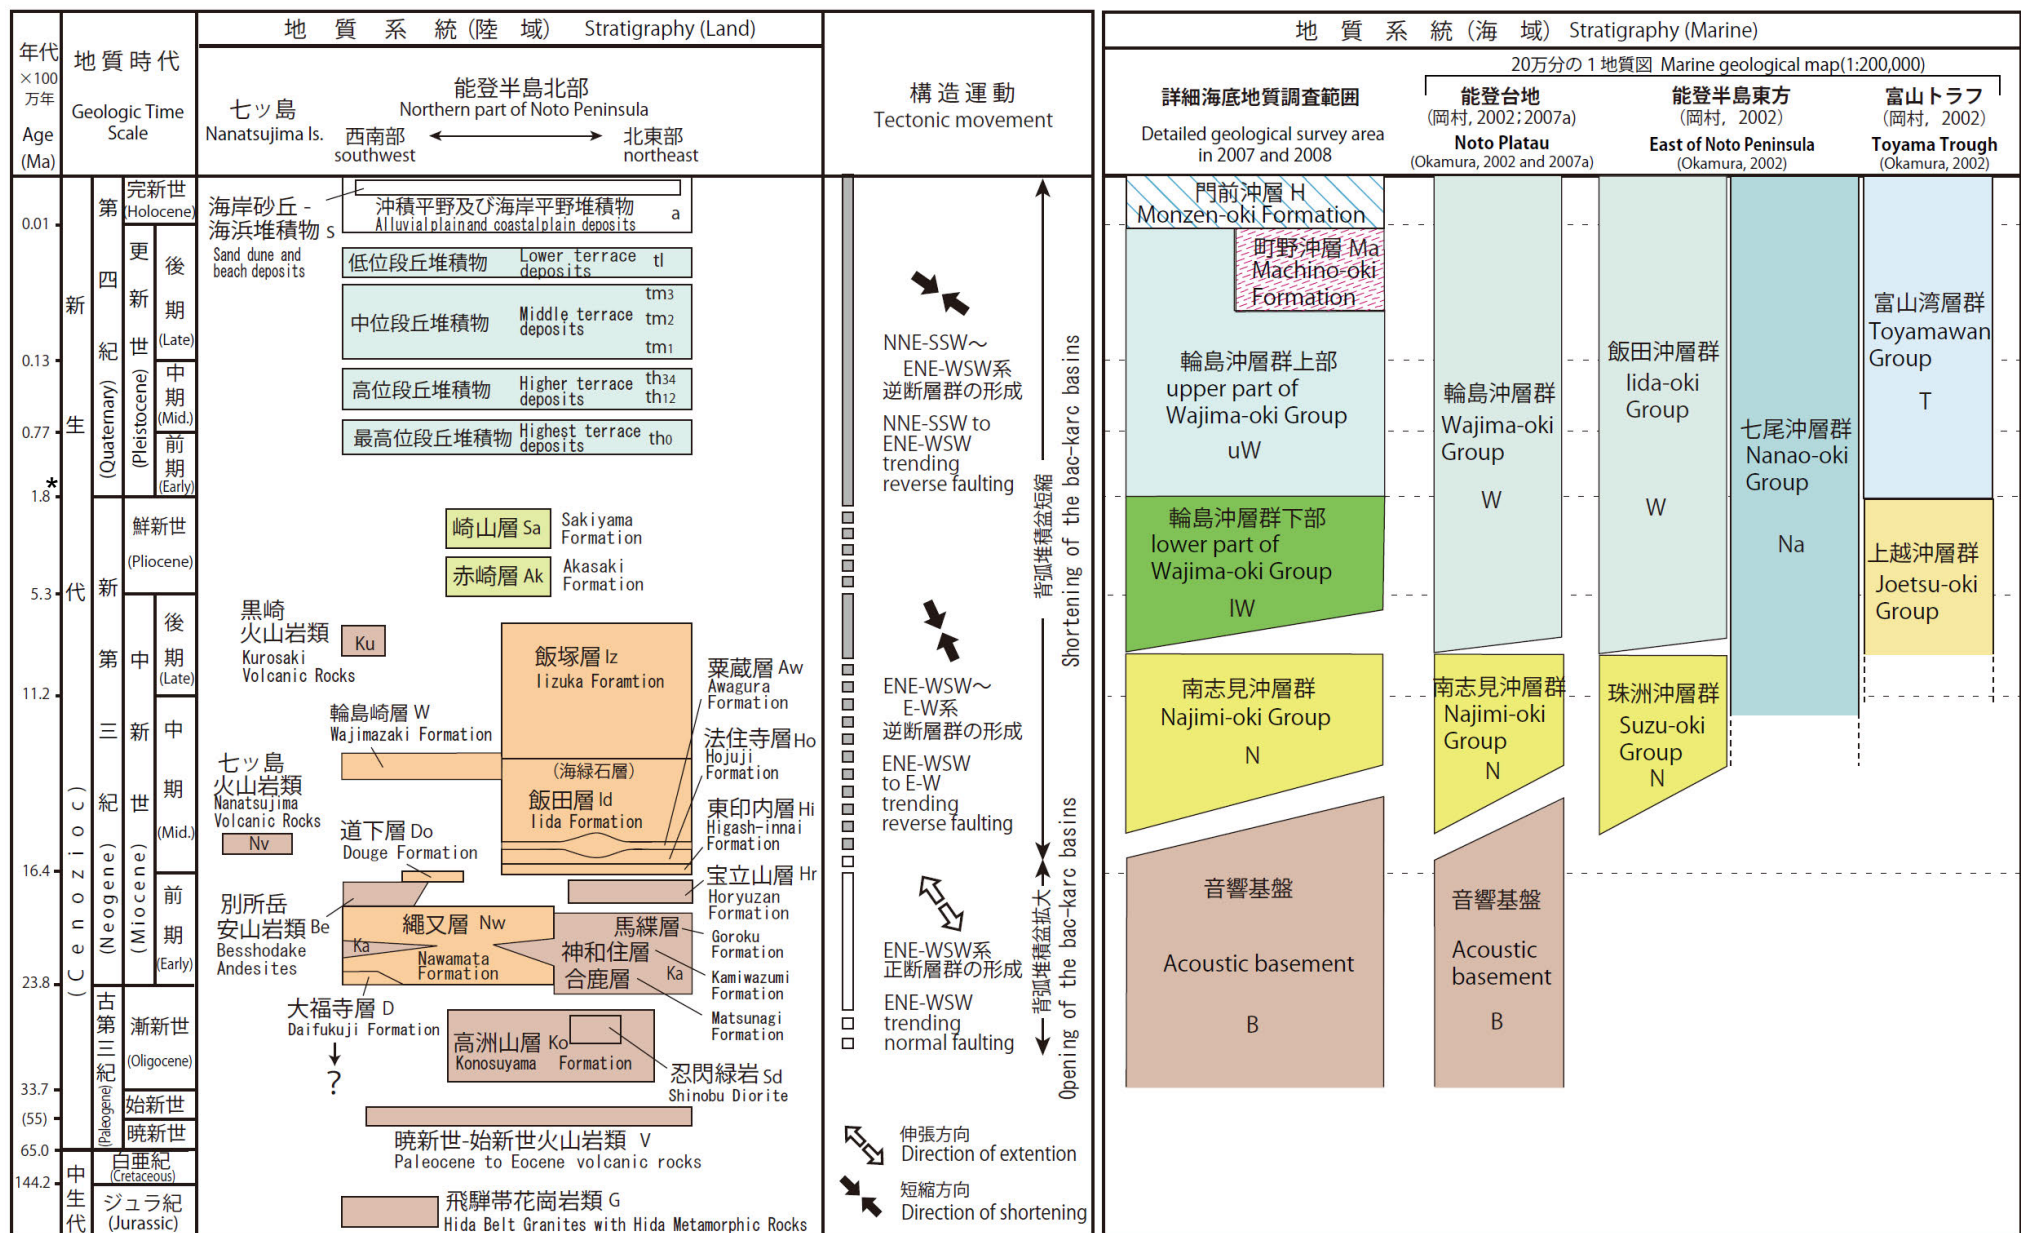 年代
×100
万年
Age
(Ma)
地質時代
Geologic Time
Scale
地 質 系 統(陸 域) Stratigraphy (Land)
七ッ島
Nanatsujima Is.
能登半島北部
Northern part of Noto Peninsula
西南部
southwest
北東部
northeast
構造運動
Tectonic movement
地 質 系 統(海 域) Stratigraphy (Marine)
20万分の1地質図 Marine geological map(1:200,000)
詳細海底地質調査範囲
Detailed geological survey area
in 2007 and 2008
能登台地
(岡村, 2002;2007a)
Noto Platau
(Okamura, 2002 and 2007a)
能登半島東方
(岡村, 2002)
East of Noto Peninsula
(Okamura, 2002)
富山トラフ
(岡村, 2002)
Toyama Trough
(Okamura, 2002)
0.01
0.13
0.77
*
1.8
5.3
11.2
16.4
23.8
33.7
(55)
65.0
144.2
新生代
(Cenozioc)
中生代
第四紀
(Quatemary)
新第三紀
(Neogene)
古第三紀
(Paleogene)
完新世
(Holocene)
更新世
(Pleistocene)
後期
(Late)
中期
(Mid.)
前期
(Early)
鮮新世
(Pliocene)
中新世
(Miocene)
後期
(Late)
中期
(Mid.)
前期
(Early)
漸新世
(Oligocene)
始新世
暁新世
白亜紀
(Cretaceous)
ジュラ紀
(Jurassic)
海岸砂丘 -
海浜堆積物 S
Sand dune and
beach deposits
沖積平野及び海岸平野堆積物
Alluvial plain and coastal plain deposits
a
低位段丘堆積物
Lower terrace
deposits
tl
中位段丘堆積物
Middle terrace
deposits
tm3
tm2
tm1
高位段丘堆積物
Higher terrace
deposits
th34
th12
最高位段丘堆積物
Highest terrace
deposits
th0
崎山層 Sa
Sakiyama
Formation
赤崎層 Ak
Akasaki
Formation
黒崎
火山岩類
Kurosaki
Volcanic Rocks
Ku
飯塚層 Iz
Iizuka Foramtion
粟蔵層 Aw
Awagura
Formation
輪島崎層 W
Wajimazaki Formation
法住寺層 Ho
Hojuji
Formation
(海緑石層)
飯田層 Id
Iida Formation
七ッ島
火山岩類
Nanatsujima
Volcanic Rocks
Nv
東印内層 Hi
Higash-innai
Formation
道下層 Do
Douge Formation
宝立山層 Hr
Horyuzan
Formation
別所岳
安山岩類 Be
Besshodake
Andesites
縄又層 Nw
Nawamata
Formation
Ka
馬緤層
神和住層
合鹿層
Ka
Goroku
Formation
Kamiwazumi
Formation
Matsunagi
Formation
大福寺層 D
Daifukuji Formation
?
高洲山層 Ko
Konosuyama Formation
忍閃緑岩 Sd
Shinobu Diorite
暁新世-始新世火山岩類 V
Paleocene to Eocene volcanic rocks
飛騨帯花崗岩類 G
Hida Belt Granites with Hida Metamorphic Rocks
NNE-SSW〜
ENE-WSW系
逆断層群の形成
NNE-SSW to
ENE-WSW
trending
reverse faulting
ENE-WSW〜
E-W系
逆断層群の形成
ENE-WSW
to E-W
trending
reverse faulting
ENE-WSW系
正断層群の形成
ENE-WSW
trending
normal faulting
背弧堆積盆短縮
Shortening of the bac-karc basins
背弧堆積盆拡大
Opening of the bac-karc basins
伸張方向
Direction of extention
短縮方向
Direction of shortening
門前沖層 H
Monzen-oki Formation
町野沖層 Ma
Machino-oki
Formation
輪島沖層群上部
upper part of
Wajima-oki Group
uW
輪島沖層群下部
lower part of
Wajima-oki Group
lW
南志見沖層群
Najimi-oki Group
N
音響基盤
Acoustic basement
B
輪島沖層群
Wajima-oki
Group
W
南志見沖層群
Najimi-oki
Group
N
音響基盤
Acoustic
basement
B
飯田沖層群
Iida-oki
Group
W
珠洲沖層群
Suzu-oki
Group
N
七尾沖層群
Nanao-oki
Group
Na
富山湾層群
Toyamawan
Group
T
上越沖層群
Joetsu-oki
Group